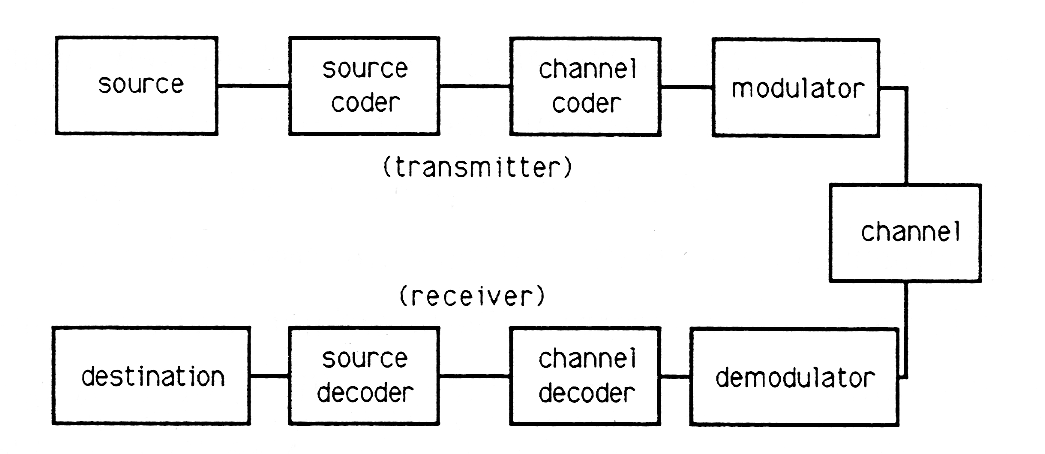 source
source
coder
channel
coder
modulator
(transmitter)
channel
(receiver)
destination
source
decoder
channel
decoder
demodulator